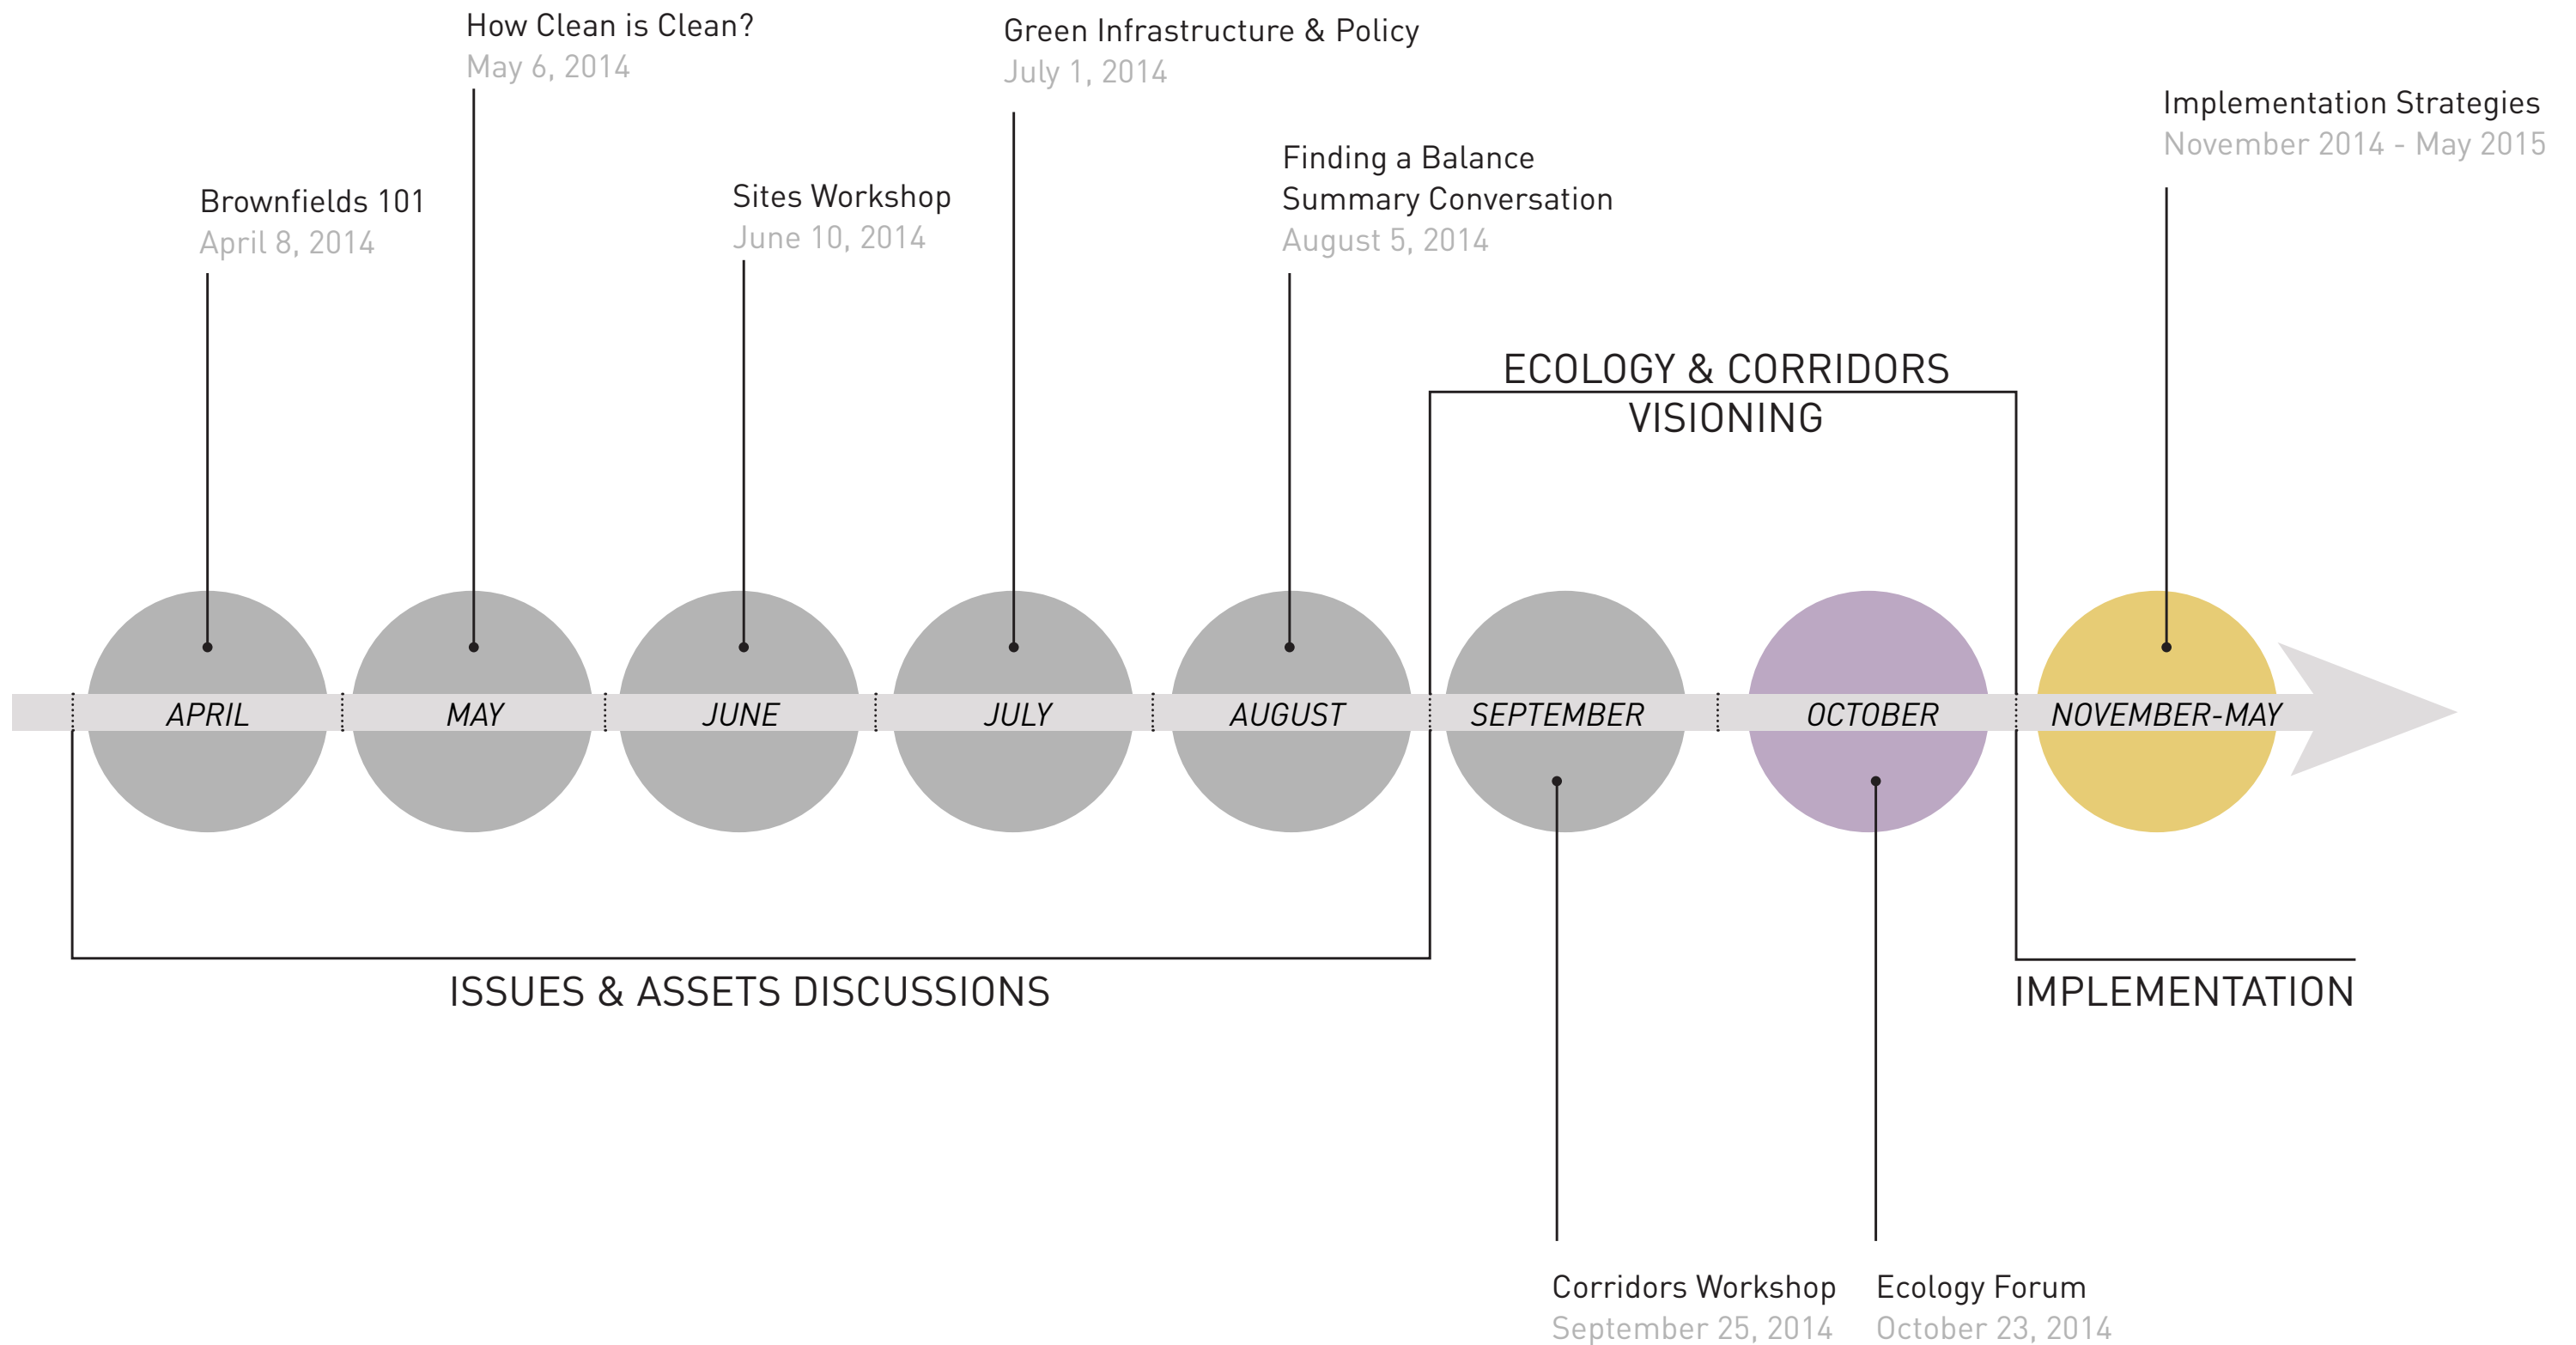 How Clean is Clean?
May 6, 2014
Green Infrastructure & Policy
July 1, 2014
Implementation Strategies
November 2014 - May 2015
Finding a Balance
Summary Conversation
August 5, 2014
Brownfields 101
April 8, 2014
Sites Workshop
June 10, 2014
ECOLOGY & CORRIDORS
VISIONING
APRIL
MAY
JUNE
JULY
AUGUST
SEPTEMBER
OCTOBER
NOVEMBER-MAY
ISSUES & ASSETS DISCUSSIONS
IMPLEMENTATION
Corridors Workshop
September 25, 2014
Ecology Forum
October 23, 2014